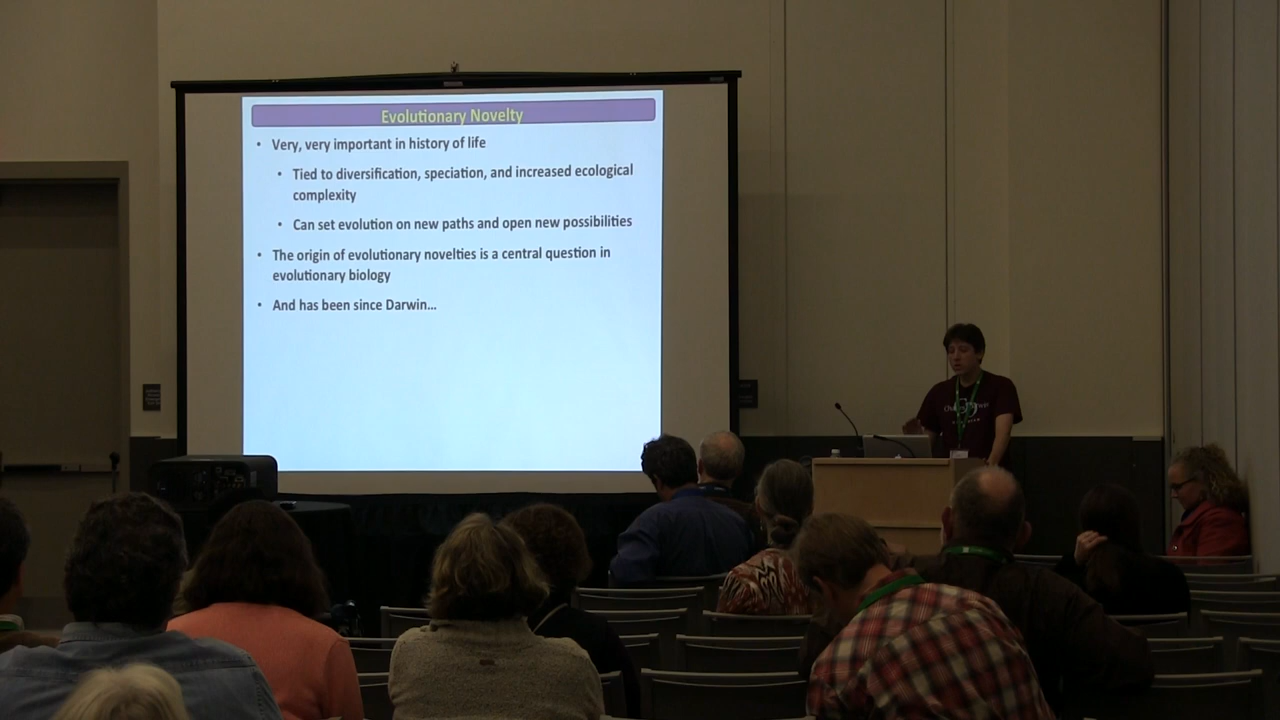 Evolutionary Novelty
• Very, very important in history of life
• Tied to diversification, speciation, and increased ecological
complexity
• Can set evolution on new paths and open new possibilities
• The origin of evolutionary novelties is a central question in
evolutionary biology
• And has been since Darwin...